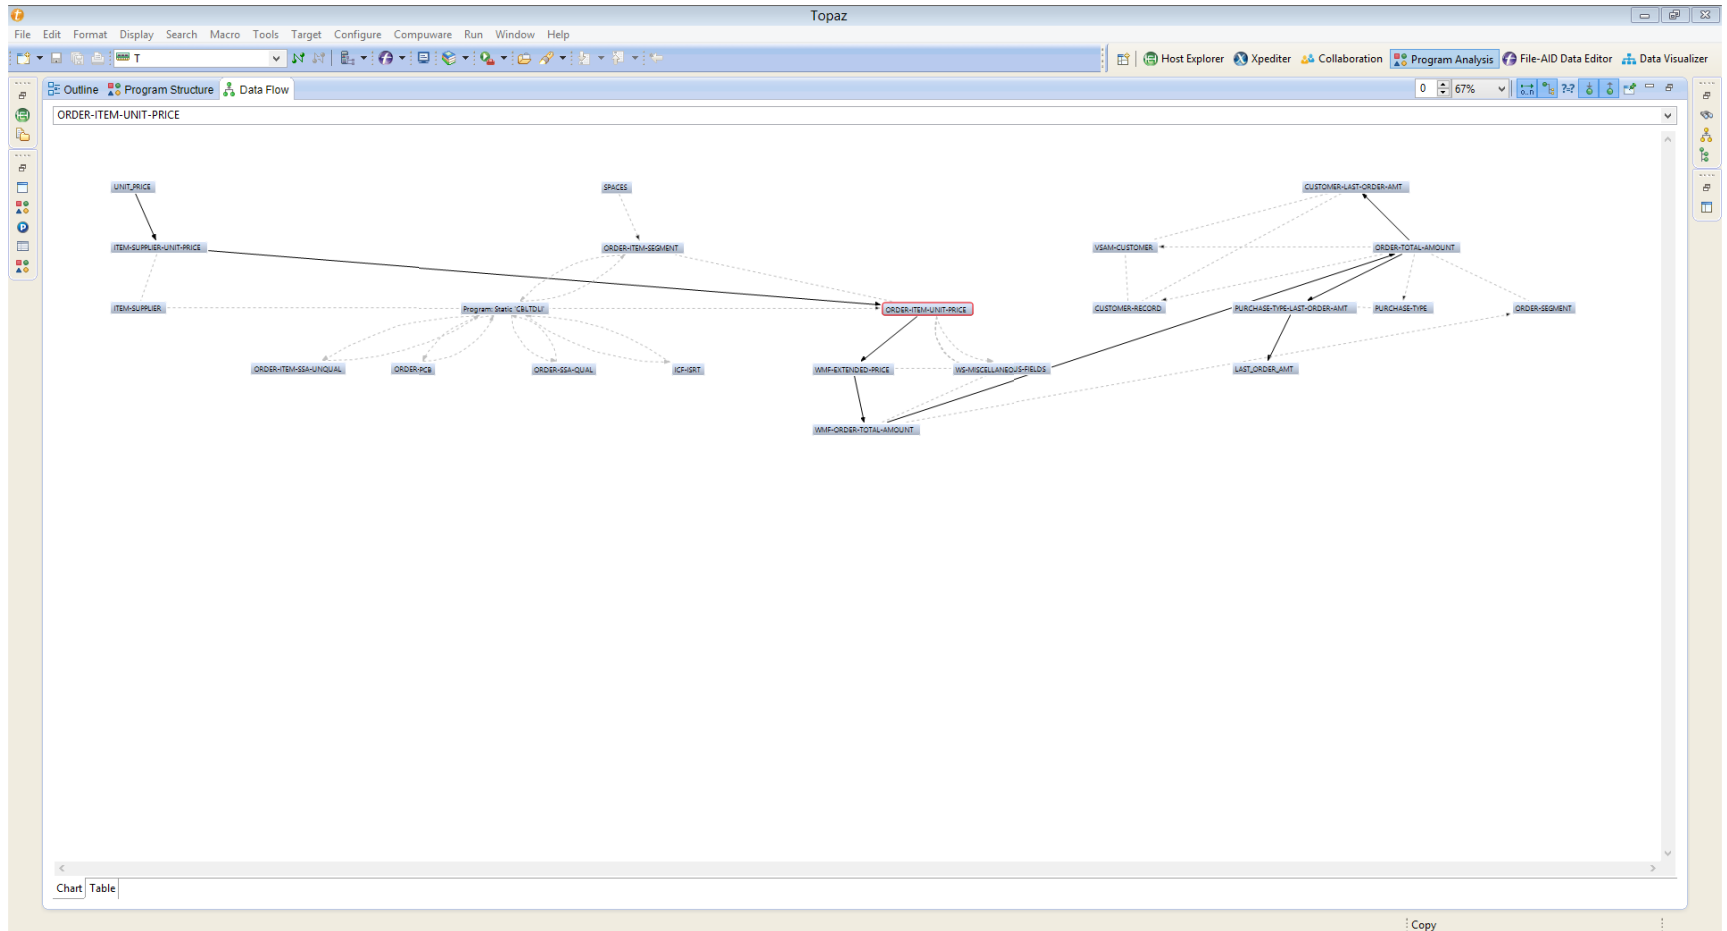 Topaz
File Edit Format Display Search Macro Tools Target Configure Compuware Run Window Help
T
Host Explorer Xpediter Collaboration Program Analysis File-AID Data Editor Data Visualizer
Outline Program Structure Data Flow
0 67%
ORDER-ITEM-UNIT-PRICE
UNIT_PRICE SPACES CUSTOMER-LAST-ORDER-AMT
ITEM-SUPPLIER-UNIT-PRICE ORDER-ITEM-SEGMENT VSAM-CUSTOMER ORDER-TOTAL-AMOUNT
ITEM-SUPPLIER Program: Static 'CBLTDLI' ORDER-ITEM-UNIT-PRICE CUSTOMER-RECORD PURCHASE-TYPE-LAST-ORDER-AMT PURCHASE-TYPE ORDER-SEGMENT
ORDER-ITEM-SSA-UNQUAL ORDER-PCB ORDER-SSA-QUAL ICF-ISRT WMF-EXTENDED-PRICE WS-MISCELLANEOUS-FIELDS LAST_ORDER_AMT
WMF-ORDER-TOTAL-AMOUNT
Chart Table
Copy